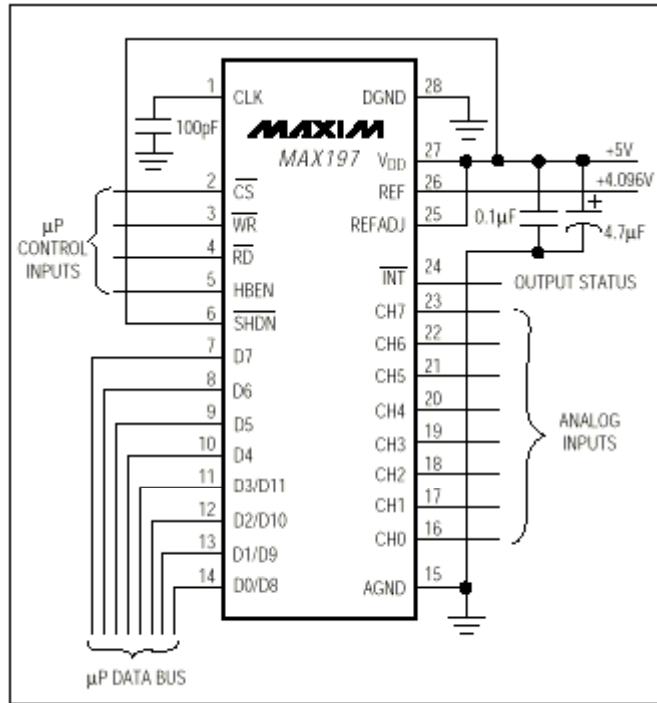 1 CLK
100pF
MAXIM
MAX197
DGND 28
VDD 27
+5V
REF 26
+4.096V
REFADJ 25
0.1µF
+
4.7µF
2 CS
3 WR
4 RD
5 HBEN
6 SHDN
µP
CONTROL
INPUTS
INT 24
OUTPUT STATUS
7 D7
8 D6
9 D5
10 D4
11 D3/D11
12 D2/D10
13 D1/D9
14 D0/D8
µP DATA BUS
CH7 23
CH6 22
CH5 21
CH4 20
CH3 19
CH2 18
CH1 17
CH0 16
ANALOG
INPUTS
AGND 15